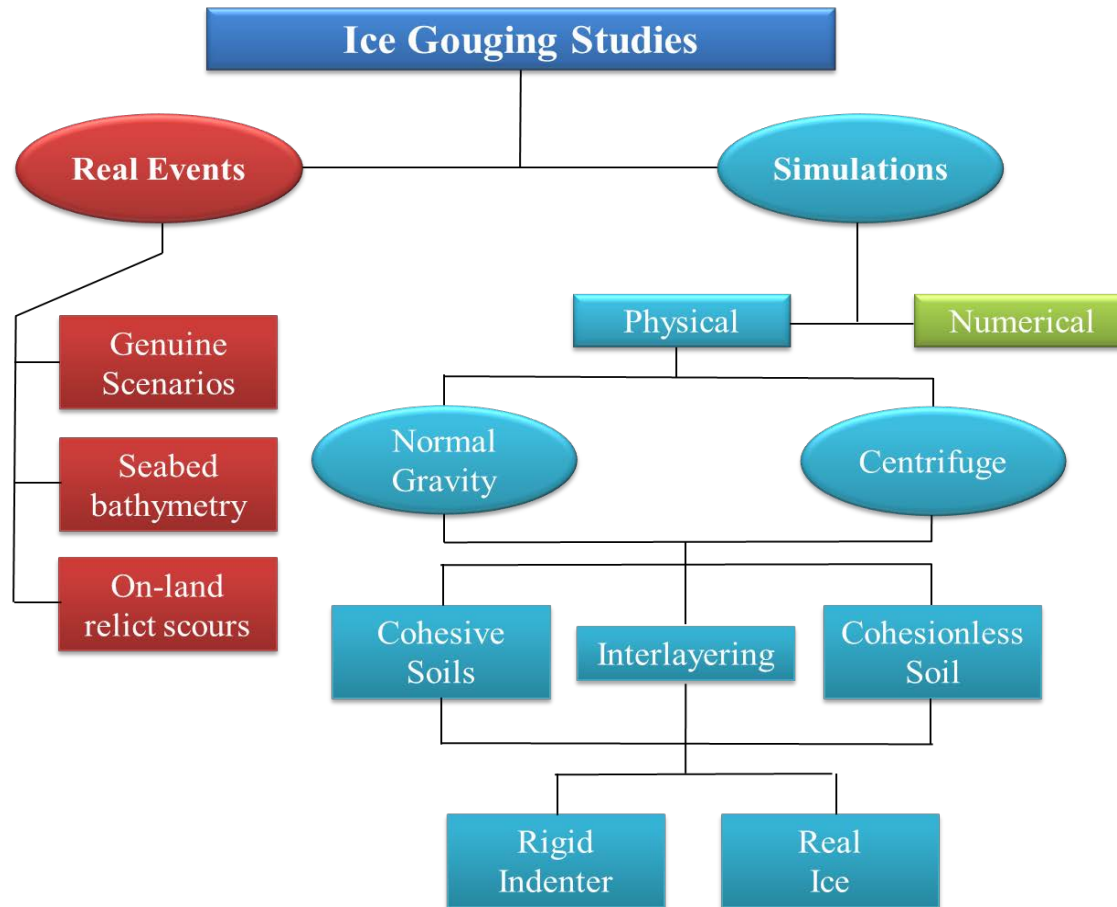 Ice Gouging Studies
Real Events
Simulations
Physical
Numerical
Genuine
Scenarios
Normal
Gravity
Centrifuge
Seabed
bathymetry
On-land
relict scours
Cohesive
Soils
Interlayering
Cohesionless
Soil
Rigid
Indenter
Real
Ice